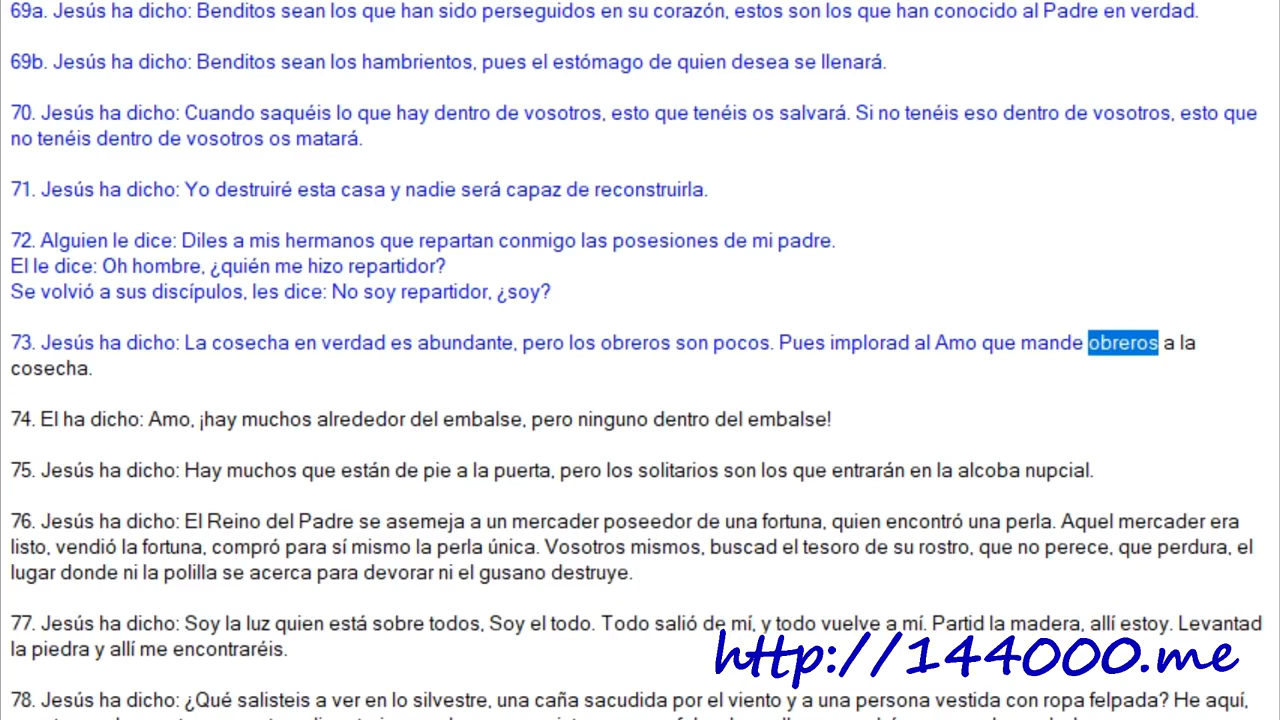 69a. Jesús ha dicho: Benditos sean los que han sido perseguidos en su corazón, estos son los que han conocido al Padre en verdad.
69b. Jesús ha dicho: Benditos sean los hambrientos, pues el estómago de quien desea se llenará.
70. Jesús ha dicho: Cuando saquéis lo que hay dentro de vosotros, esto que tenéis os salvará. Si no tenéis eso dentro de vosotros, esto que
no tenéis dentro de vosotros os matará.
71. Jesús ha dicho: Yo destruiré esta casa y nadie será capaz de reconstruirla.
72. Alguien le dice: Diles a mis hermanos que repartan conmigo las posesiones de mi padre.
El le dice: Oh hombre, ¿quién me hizo repartidor?
Se volvió a sus discípulos, les dice: No soy repartidor, ¿soy?
73. Jesús ha dicho: La cosecha en verdad es abundante, pero los obreros son pocos. Pues implorad al Amo que mande obreros a la
cosecha.
74. El ha dicho: Amo, ¡hay muchos alrededor del embalse, pero ninguno dentro del embalse!
75. Jesús ha dicho: Hay muchos que están de pie a la puerta, pero los solitarios son los que entrarán en la alcoba nupcial.
76. Jesús ha dicho: El Reino del Padre se asemeja a un mercader poseedor de una fortuna, quien encontró una perla. Aquel mercader era
listo, vendió la fortuna, compró para sí mismo la perla única. Vosotros mismos, buscad el tesoro de su rostro, que no perece, que perdura, el
lugar donde ni la polilla se acerca para devorar ni el gusano destruye.
77. Jesús ha dicho: Soy la luz quien está sobre todos, Soy el todo. Todo salió de mí, y todo vuelve a mí. Partid la madera, allí estoy. Levantad
la piedra y allí me encontraréis.
http://144000.me
78. Jesús ha dicho: ¿Qué salisteis a ver en lo silvestre, una caña sacudida por el viento y a una persona vestida con ropa felpada? He aquí,